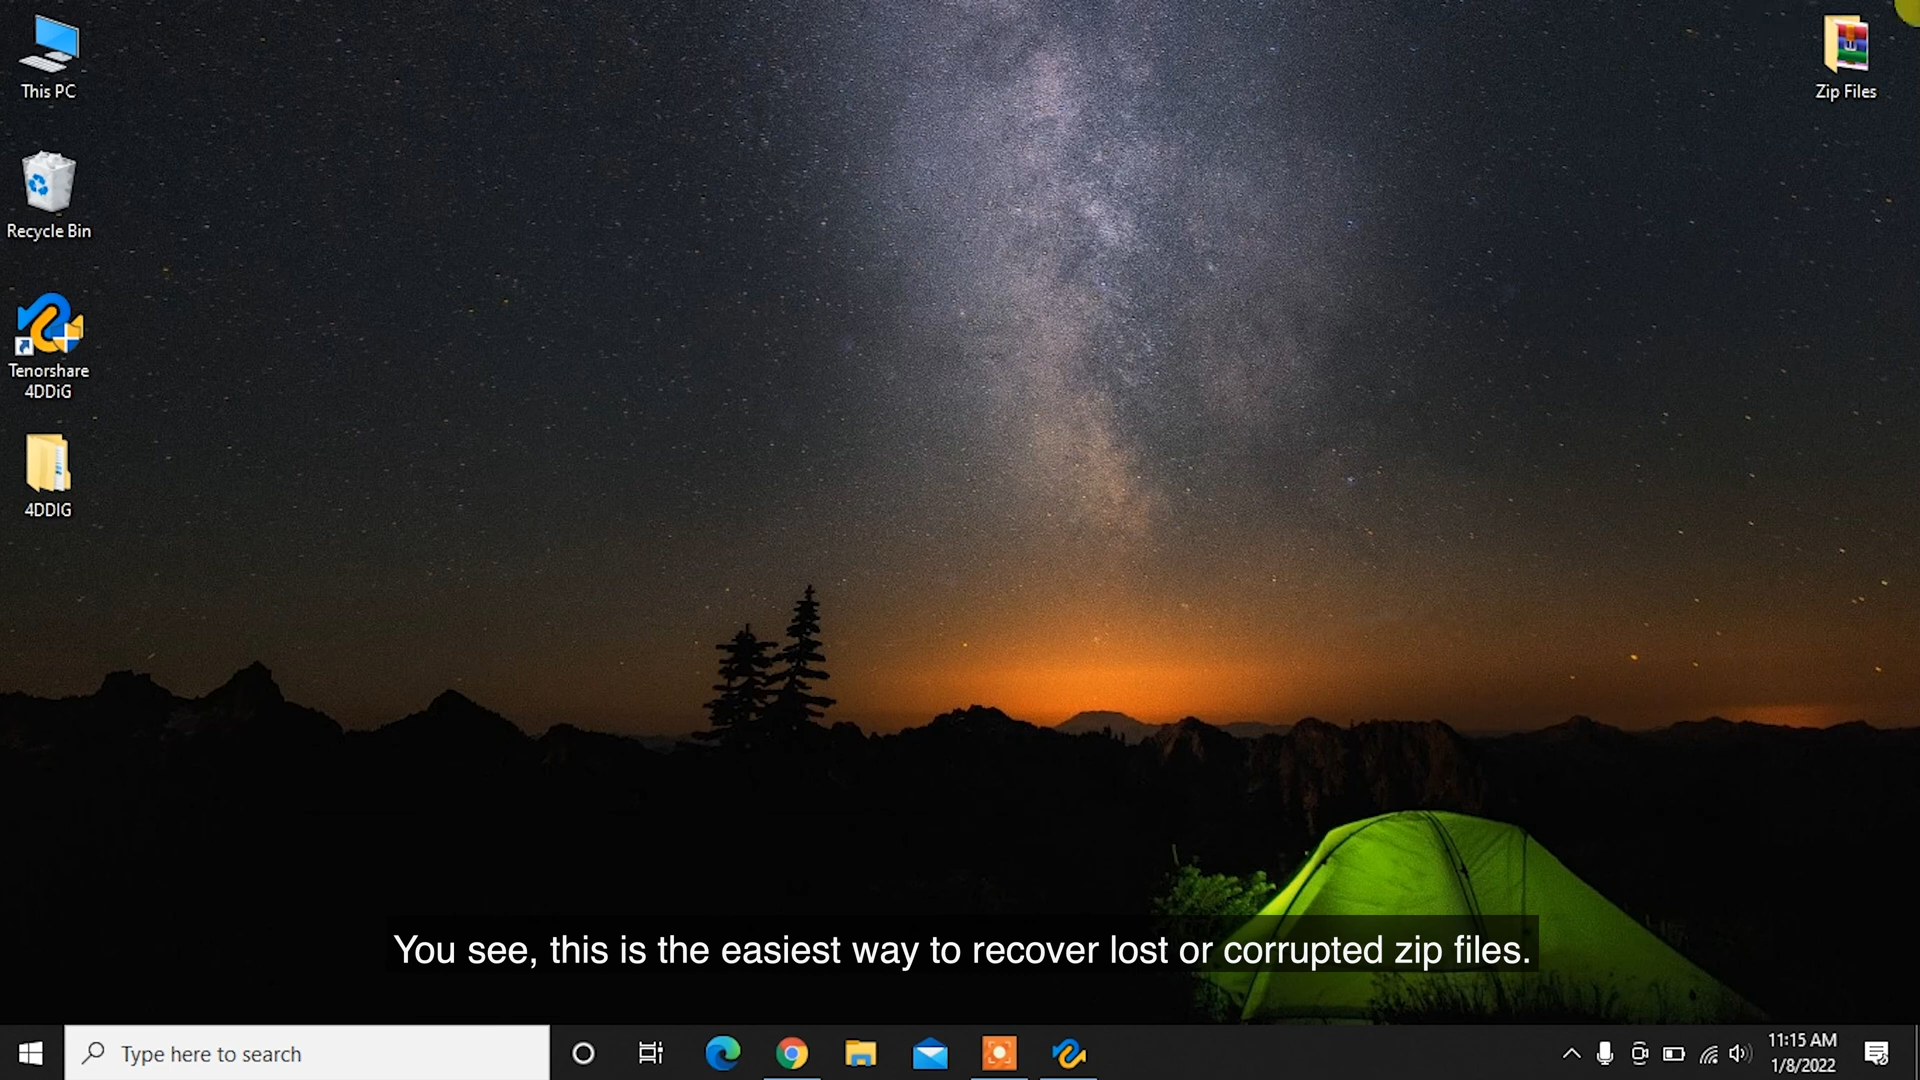 This PC
Zip Files
Recycle Bin
Tenorshare
4DDiG
4DDIG
You see, this is the easiest way to recover lost or corrupted zip files.
Type here to search
11:15 AM
1/8/2022